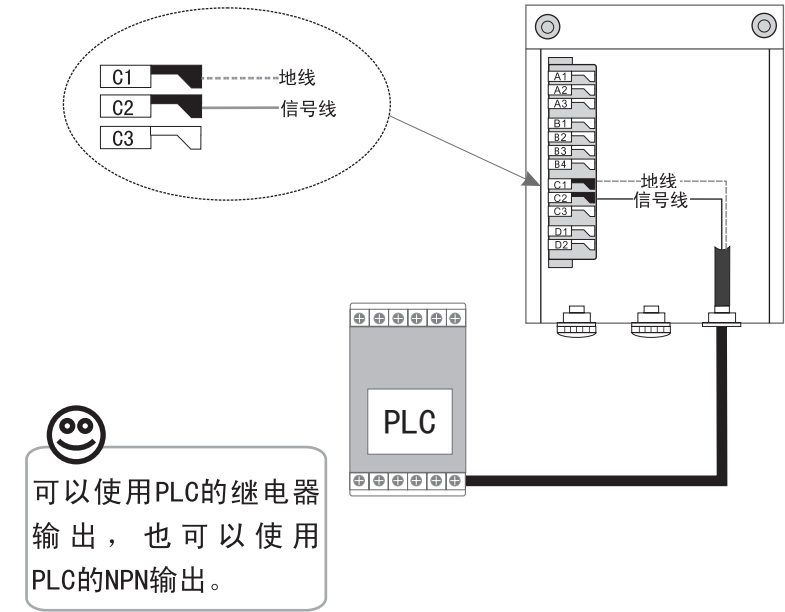 C1
地线
C2
信号线
C3
A1
A2
A3
B1
B2
B3
B4
C1
地线
C2
信号线
C3
D1
D2
PLC
可以使用PLC的继电器
输出，也可以使用
PLC的NPN输出。